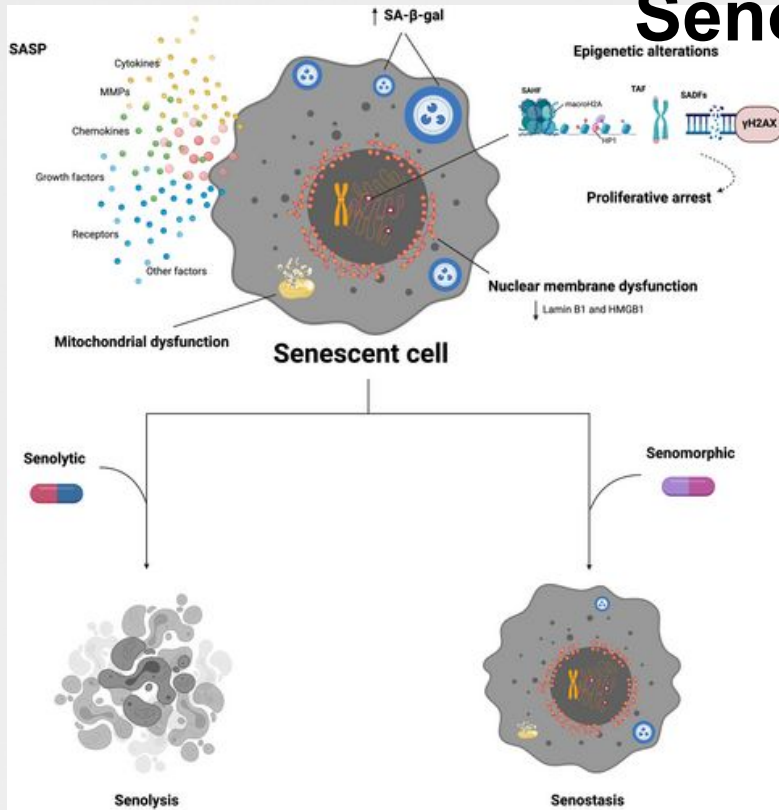 Seno
↑ SA-β-gal
SASP
Epigenetic alterations
Cytokines
MMPs
Chemokines
Growth factors
Receptors
Other factors
SAHF
macroH2A
HP1
TAF
SADFs
γH2AX
Proliferative arrest
Nuclear membrane dysfunction
↓ Lamin B1 and HMGB1
Mitochondrial dysfunction
Senescent cell
Senolytic
Senomorphic
Senolysis
Senostasis